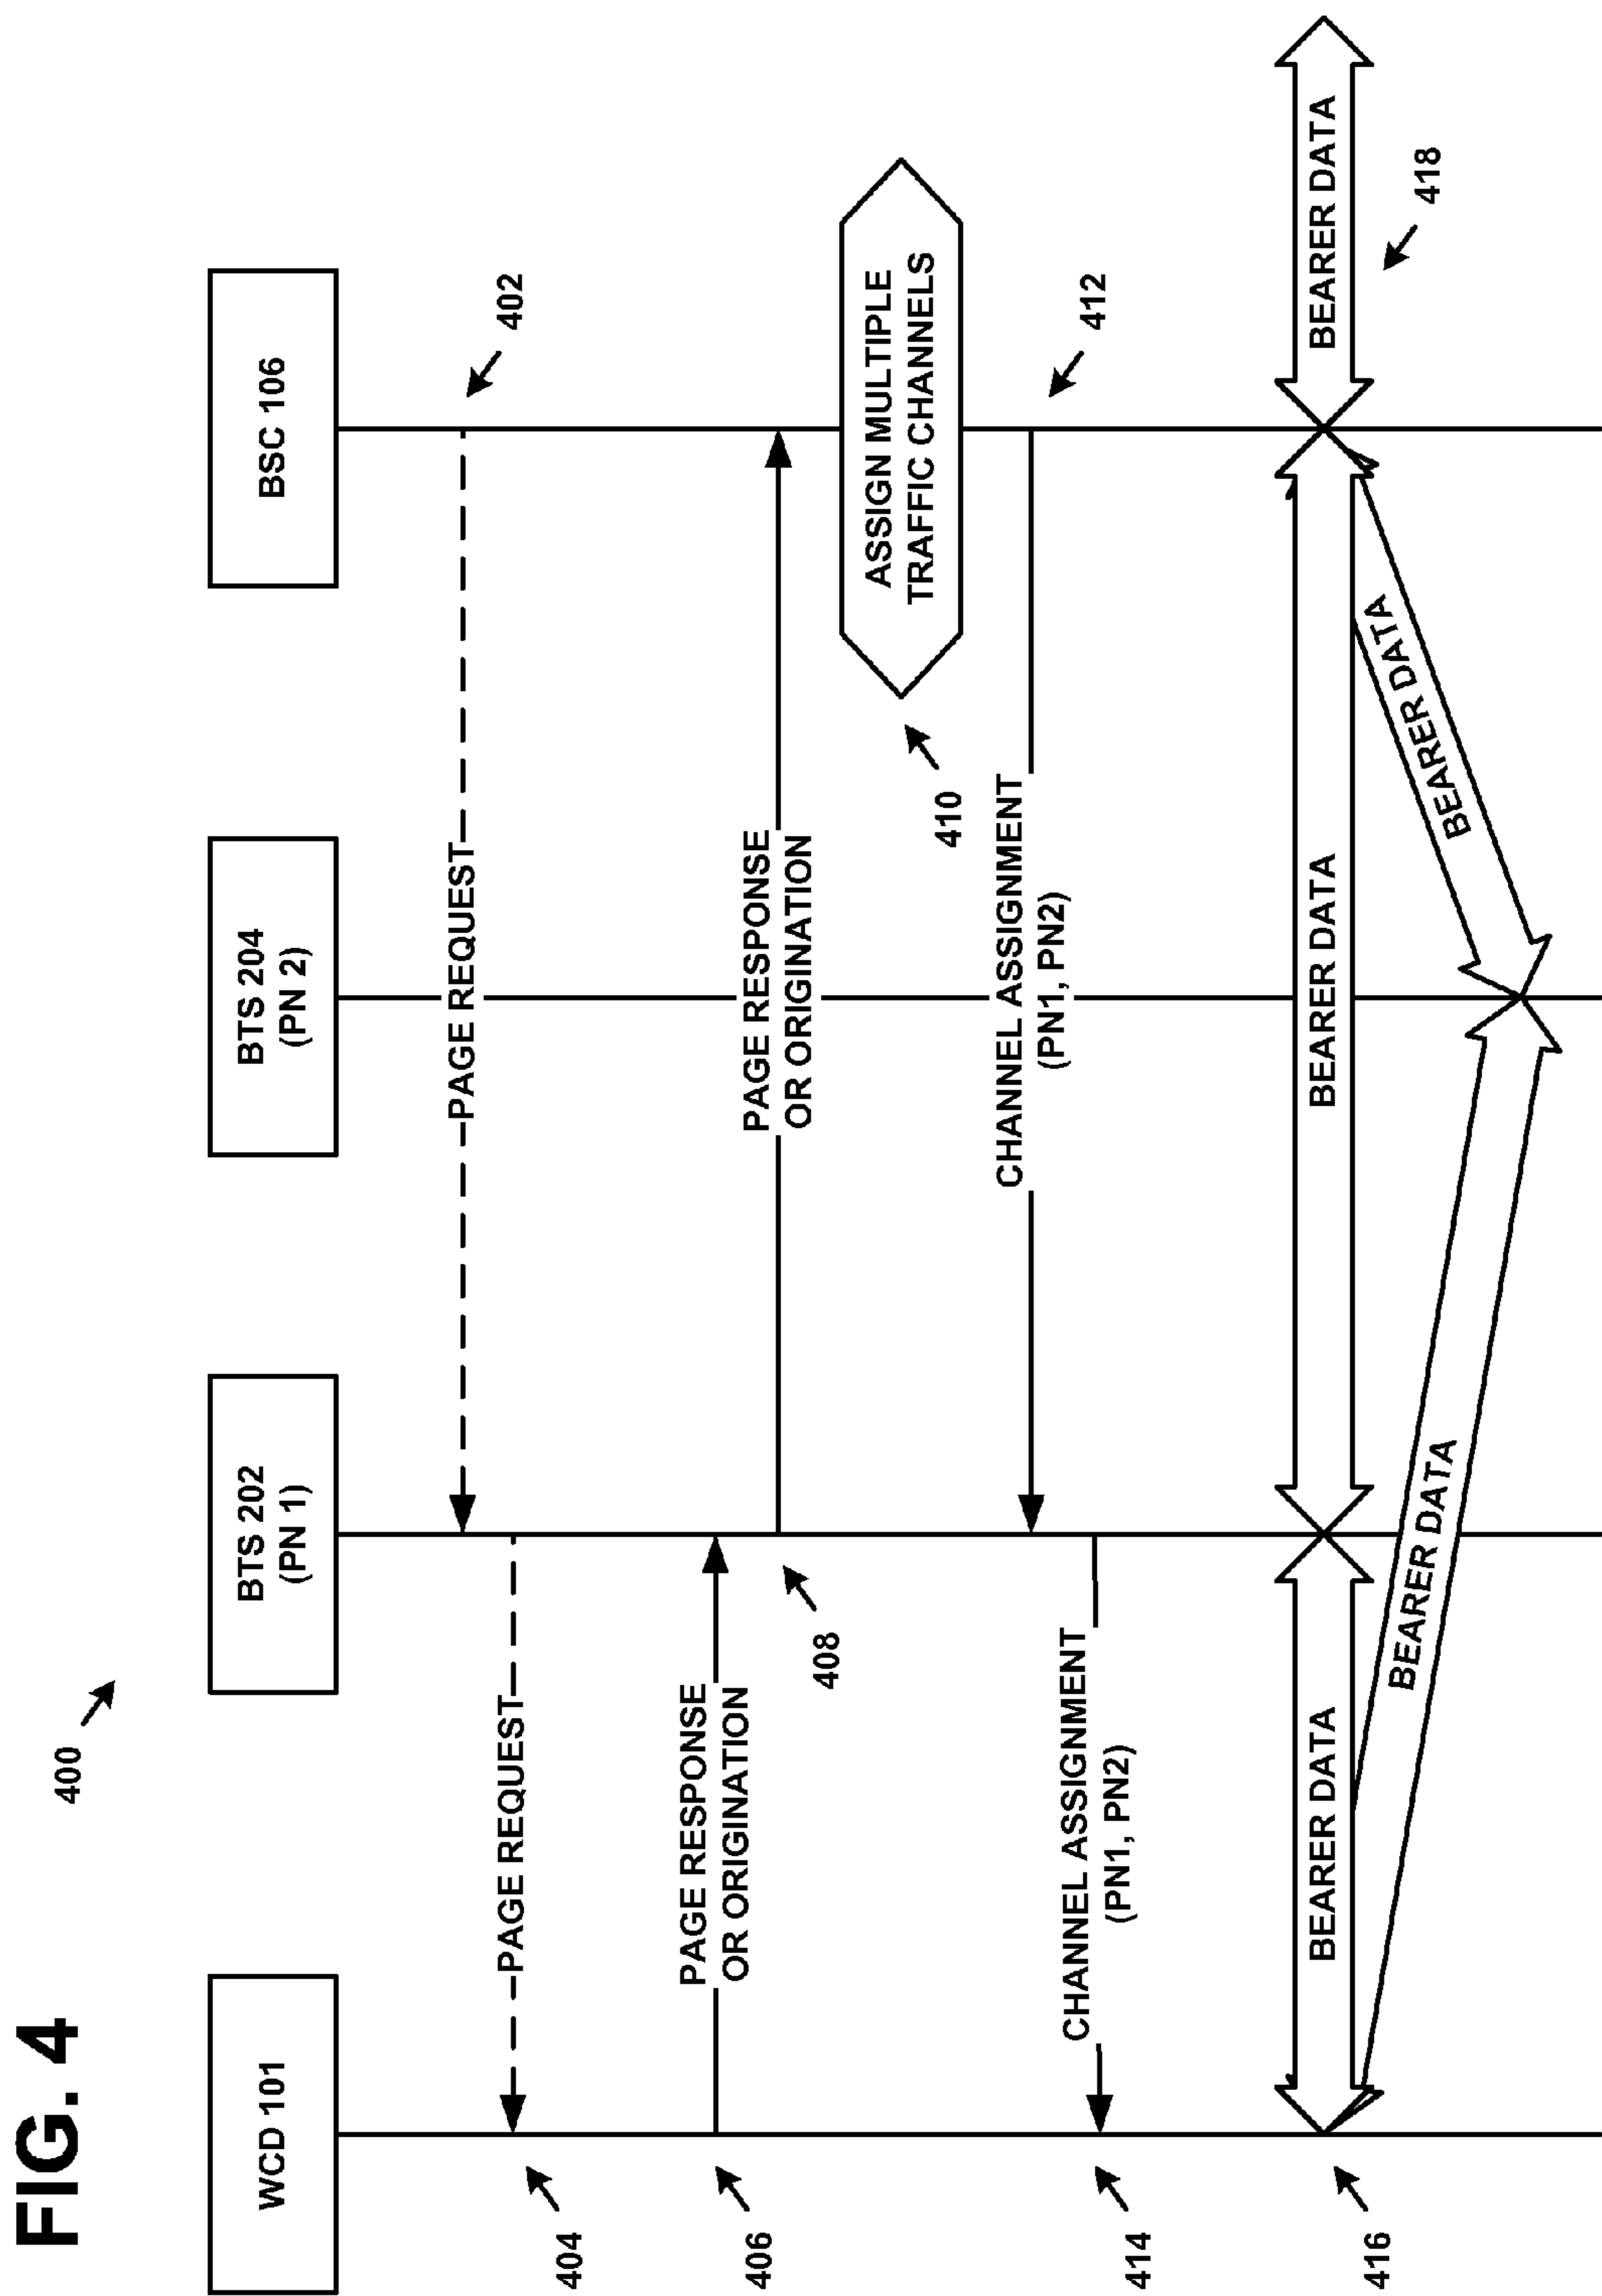 FIG. 4
400
WCD 101
BTS 202
(PN 1)
BTS 204
(PN 2)
BSC 106
402
PAGE REQUEST
404
PAGE REQUEST
406
PAGE RESPONSE
OR ORIGINATION
408
PAGE RESPONSE
OR ORIGINATION
410
ASSIGN MULTIPLE
TRAFFIC CHANNELS
412
CHANNEL ASSIGNMENT
(PN1, PN2)
414
CHANNEL ASSIGNMENT
(PN1, PN2)
416
BEARER DATA
BEARER DATA
BEARER DATA
418
BEARER DATA
BEARER DATA